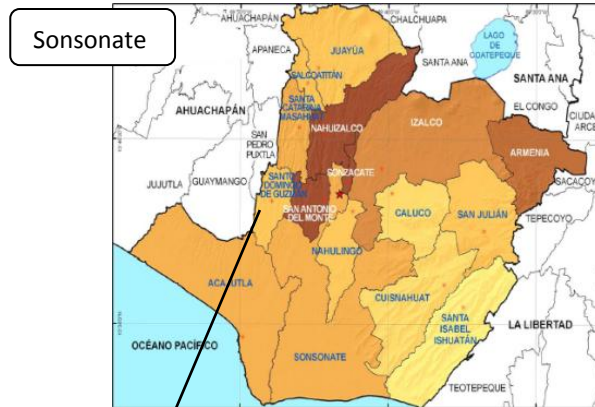 Sonsonate
AHUACHAPÁN
CHALCHUAPA
APANECA
JUAYÚA
SANTA ANA
LAGO
DE
COATEPEQUE
SANTA ANA
SALCOATITÁN
EL CONGO
CIUDA
ARCE
AHUACHAPÁN
SANTA
CATARINA
MASAHUAT
NAHUIZALCO
IZALCO
SAN
PEDRO
PUXTLA
ARMENIA
SONZACATE
JUJUTLA
GUAYMANGO
SANTO
DOMINGO
DE GUZMÁN
SACACOYO
SAN ANTONIO
DEL MONTE
CALUCO
SAN JULIÁN
TEPECOYO
NAHULINGO
ACAJUTLA
CUISNAHUAT
SANTA
ISABEL
ISHUATÁN
LA LIBERTAD
OCÉANO PACÍFICO
SONSONATE
TEOTEPEQUE